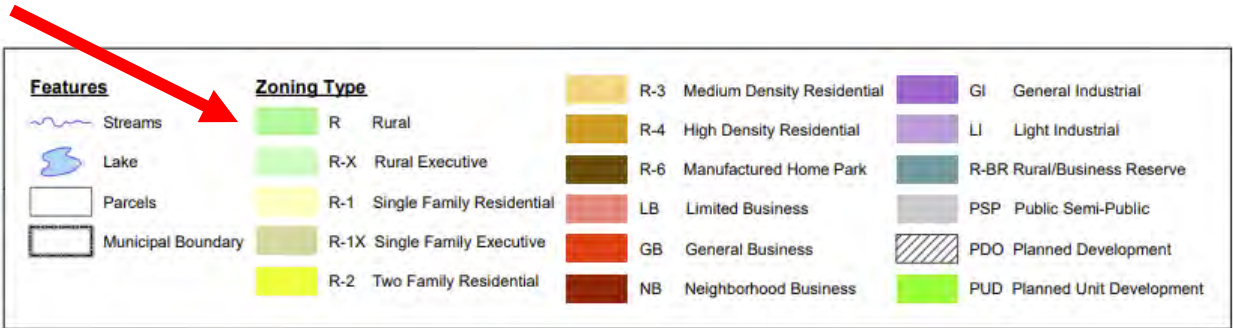 Features
Streams
Lake
Parcels
Municipal Boundary
Zoning Type
R Rural
R-X Rural Executive
R-1 Single Family Residential
R-1X Single Family Executive
R-2 Two Family Residential
R-3 Medium Density Residential
R-4 High Density Residential
R-6 Manufactured Home Park
LB Limited Business
GB General Business
NB Neighborhood Business
GI General Industrial
LI Light Industrial
R-BR Rural/Business Reserve
PSP Public Semi-Public
PDO Planned Development
PUD Planned Unit Development